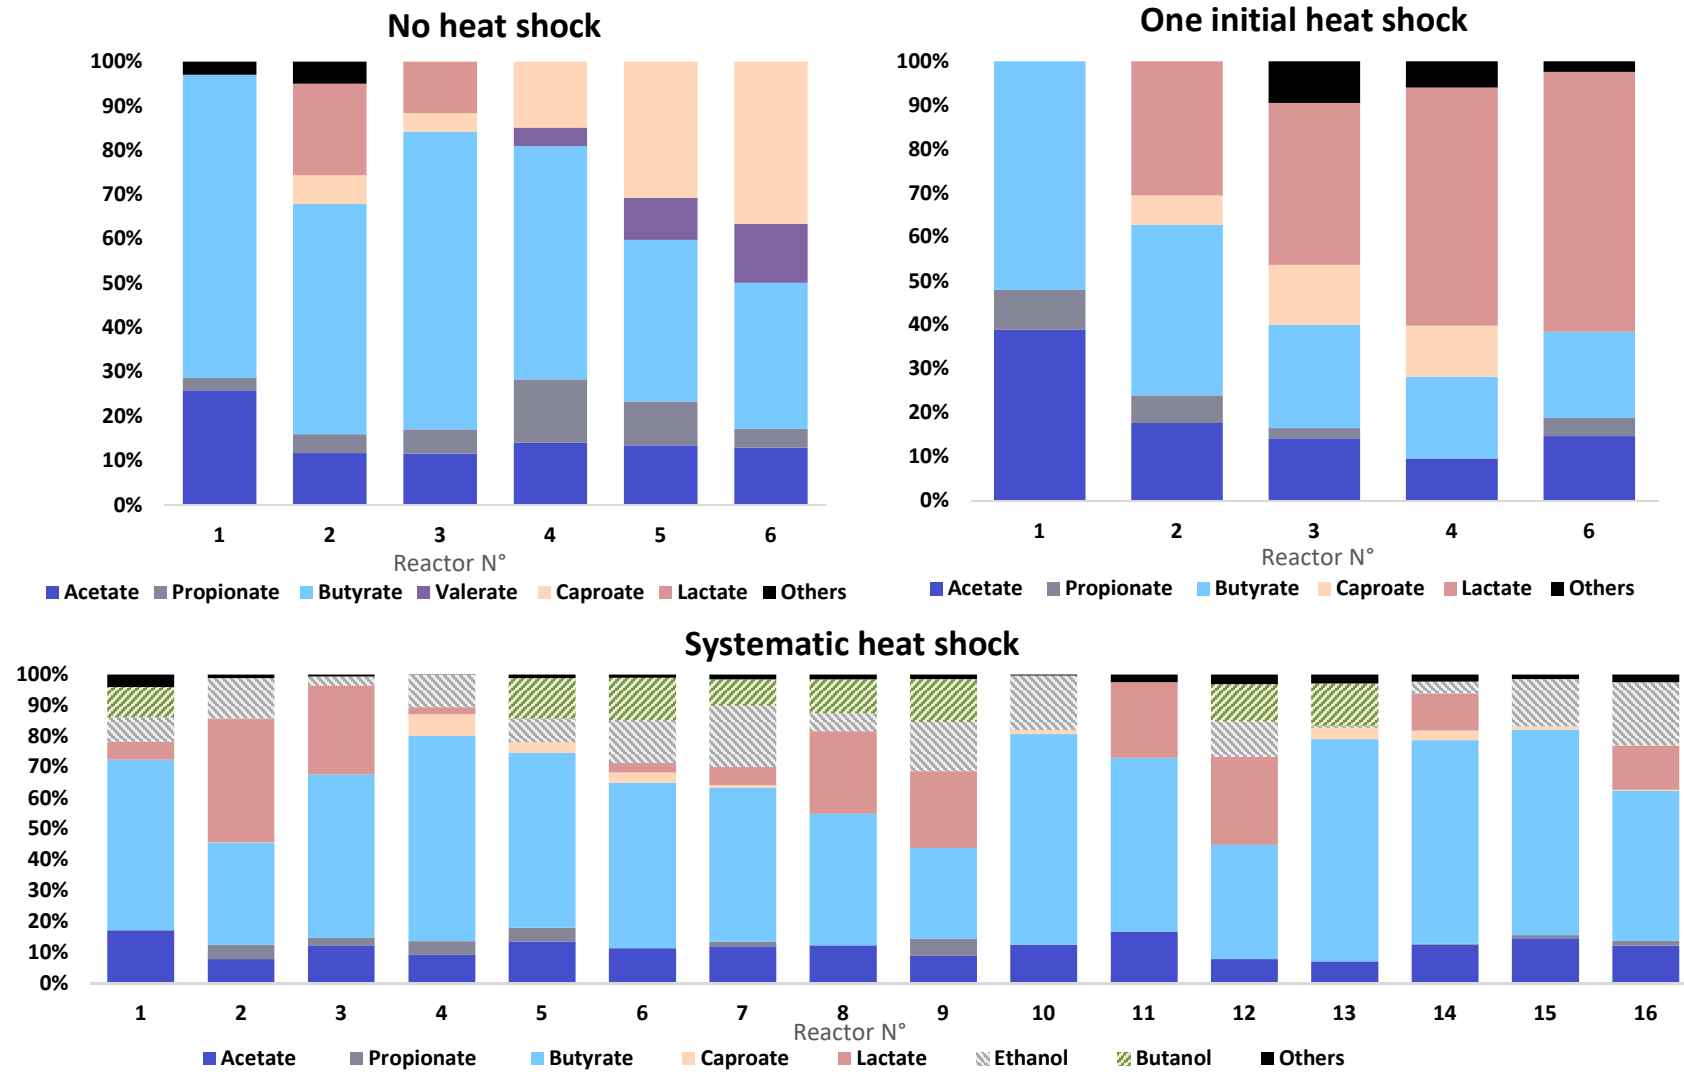 No heat shock
100%
90%
80%
70%
60%
50%
40%
30%
20%
10%
0%
1 2 3 4 5 6
Reactor N°
Acetate Propionate Butyrate Valerate Caproate Lactate Others
One initial heat shock
100%
90%
80%
70%
60%
50%
40%
30%
20%
10%
0%
1 2 3 4 6
Reactor N°
Acetate Propionate Butyrate Caproate Lactate Others
Systematic heat shock
100%
90%
80%
70%
60%
50%
40%
30%
20%
10%
0%
1 2 3 4 5 6 7 8 9 10 11 12 13 14 15 16
Reactor N°
Acetate Propionate Butyrate Caproate Lactate Ethanol Butanol Others